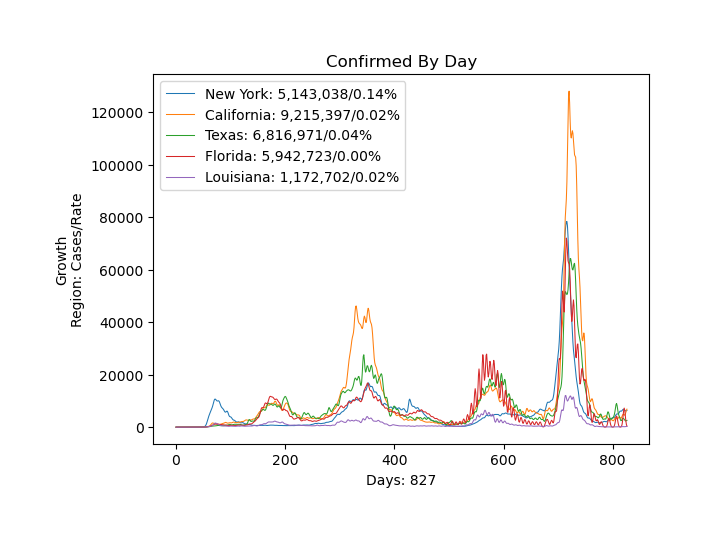 Confirmed By Day
New York: 5,143,038/0.14%
California: 9,215,397/0.02%
Texas: 6,816,971/0.04%
Florida: 5,942,723/0.00%
Louisiana: 1,172,702/0.02%
120000
100000
80000
60000
40000
20000
0
Growth
Region: Cases/Rate
0 200 400 600 800
Days: 827